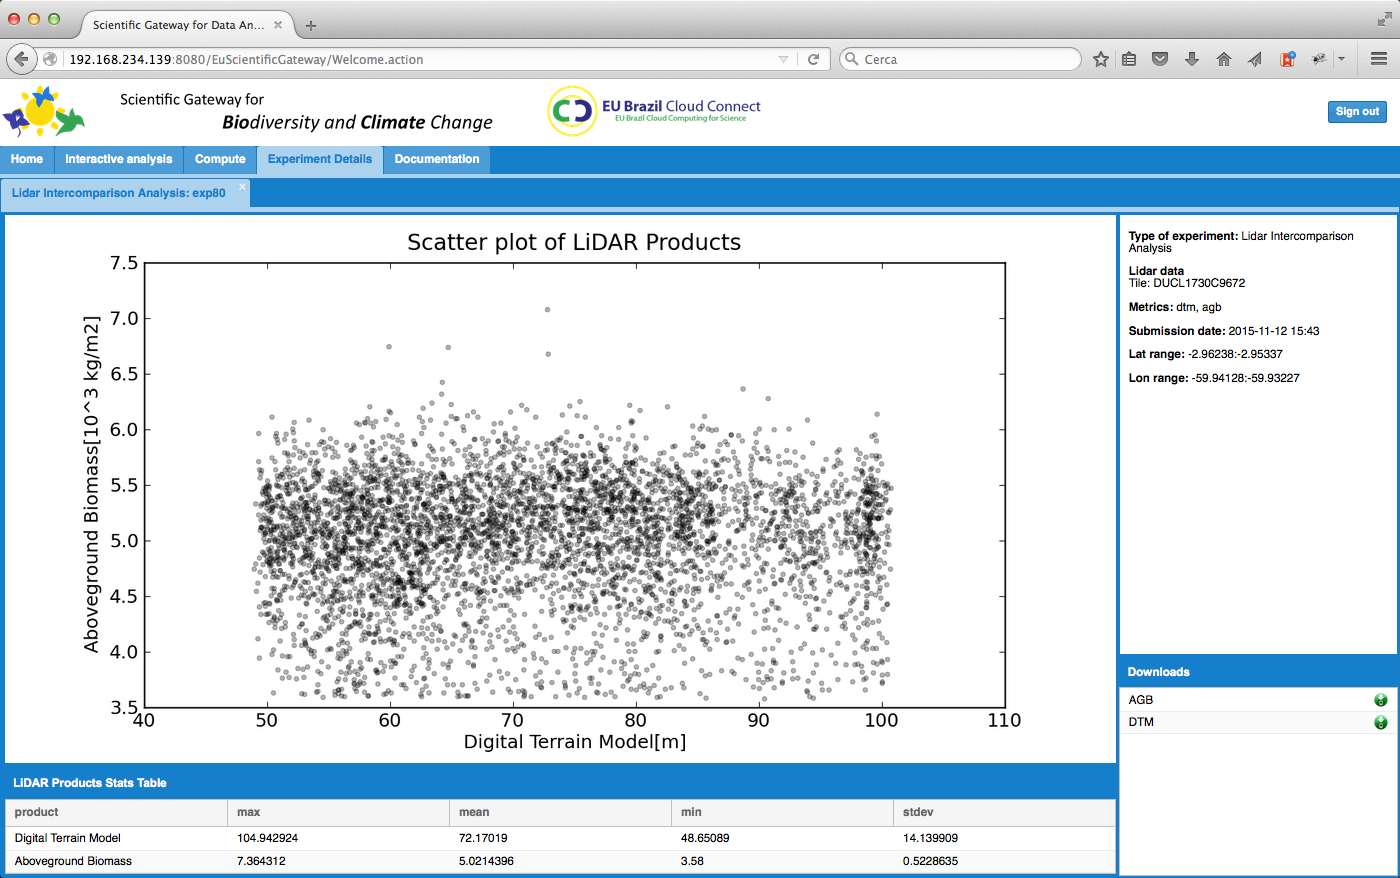 Scientific Gateway for Data An...
192.168.234.139:8080/EuScientificGateway/Welcome.action
Cerca
Scientific Gateway for
Biodiversity and Climate Change
EU Brazil Cloud Connect
EU Brazil Cloud Computing for Science
Sign out
Home
Interactive analysis
Compute
Experiment Details
Documentation
Lidar Intercomparison Analysis: exp80
Scatter plot of LiDAR Products
7.5
7.0
6.5
6.0
5.5
5.0
4.5
4.0
3.5
Aboveground Biomass[10^3 kg/m2]
40 50 60 70 80 90 100 110
Digital Terrain Model[m]
Type of experiment: Lidar Intercomparison
Analysis
Lidar data
Tile: DUCL1730C9672
Metrics: dtm, agb
Submission date: 2015-11-12 15:43
Lat range: -2.96238:-2.95337
Lon range: -59.94128:-59.93227
Downloads
AGB
DTM
LiDAR Products Stats Table
product max mean min stdev
Digital Terrain Model 104.942924 72.17019 48.65089 14.139909
Aboveground Biomass 7.364312 5.0214396 3.58 0.5228635